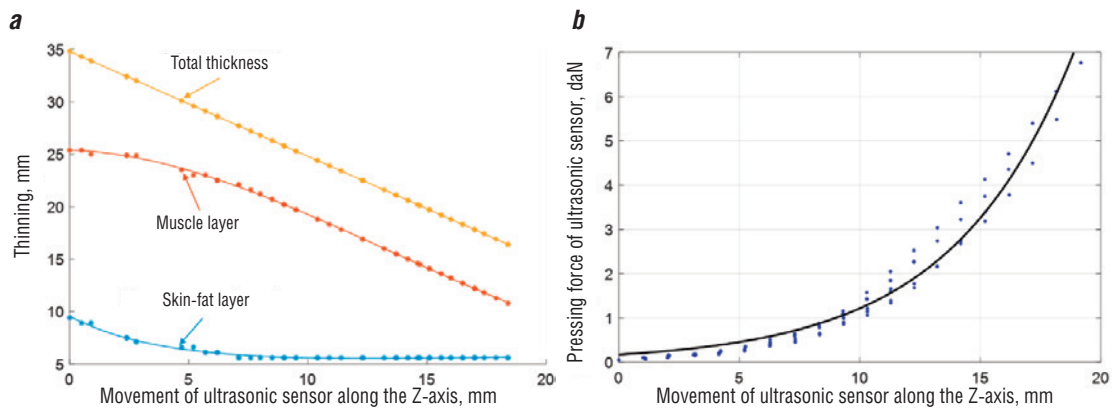 a
35
30
25
20
15
10
5
Thinning, mm
Total thickness
Muscle layer
Skin-fat layer
0
5
10
15
20
Movement of ultrasonic sensor along the Z-axis, mm
b
7
6
5
4
3
2
1
0
Pressing force of ultrasonic sensor, daN
0
5
10
15
20
Movement of ultrasonic sensor along the Z-axis, mm